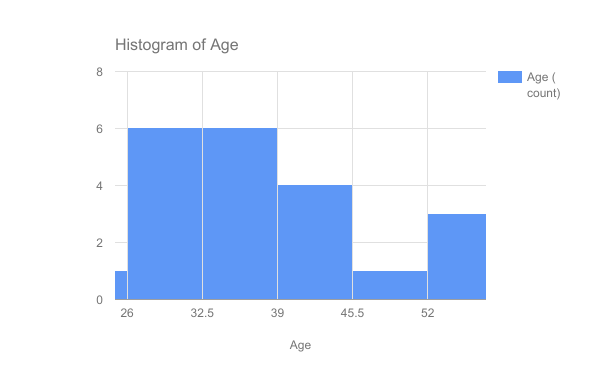 Histogram of Age
8
Age (
count)
6
4
2
0
26 32.5 39 45.5 52
Age